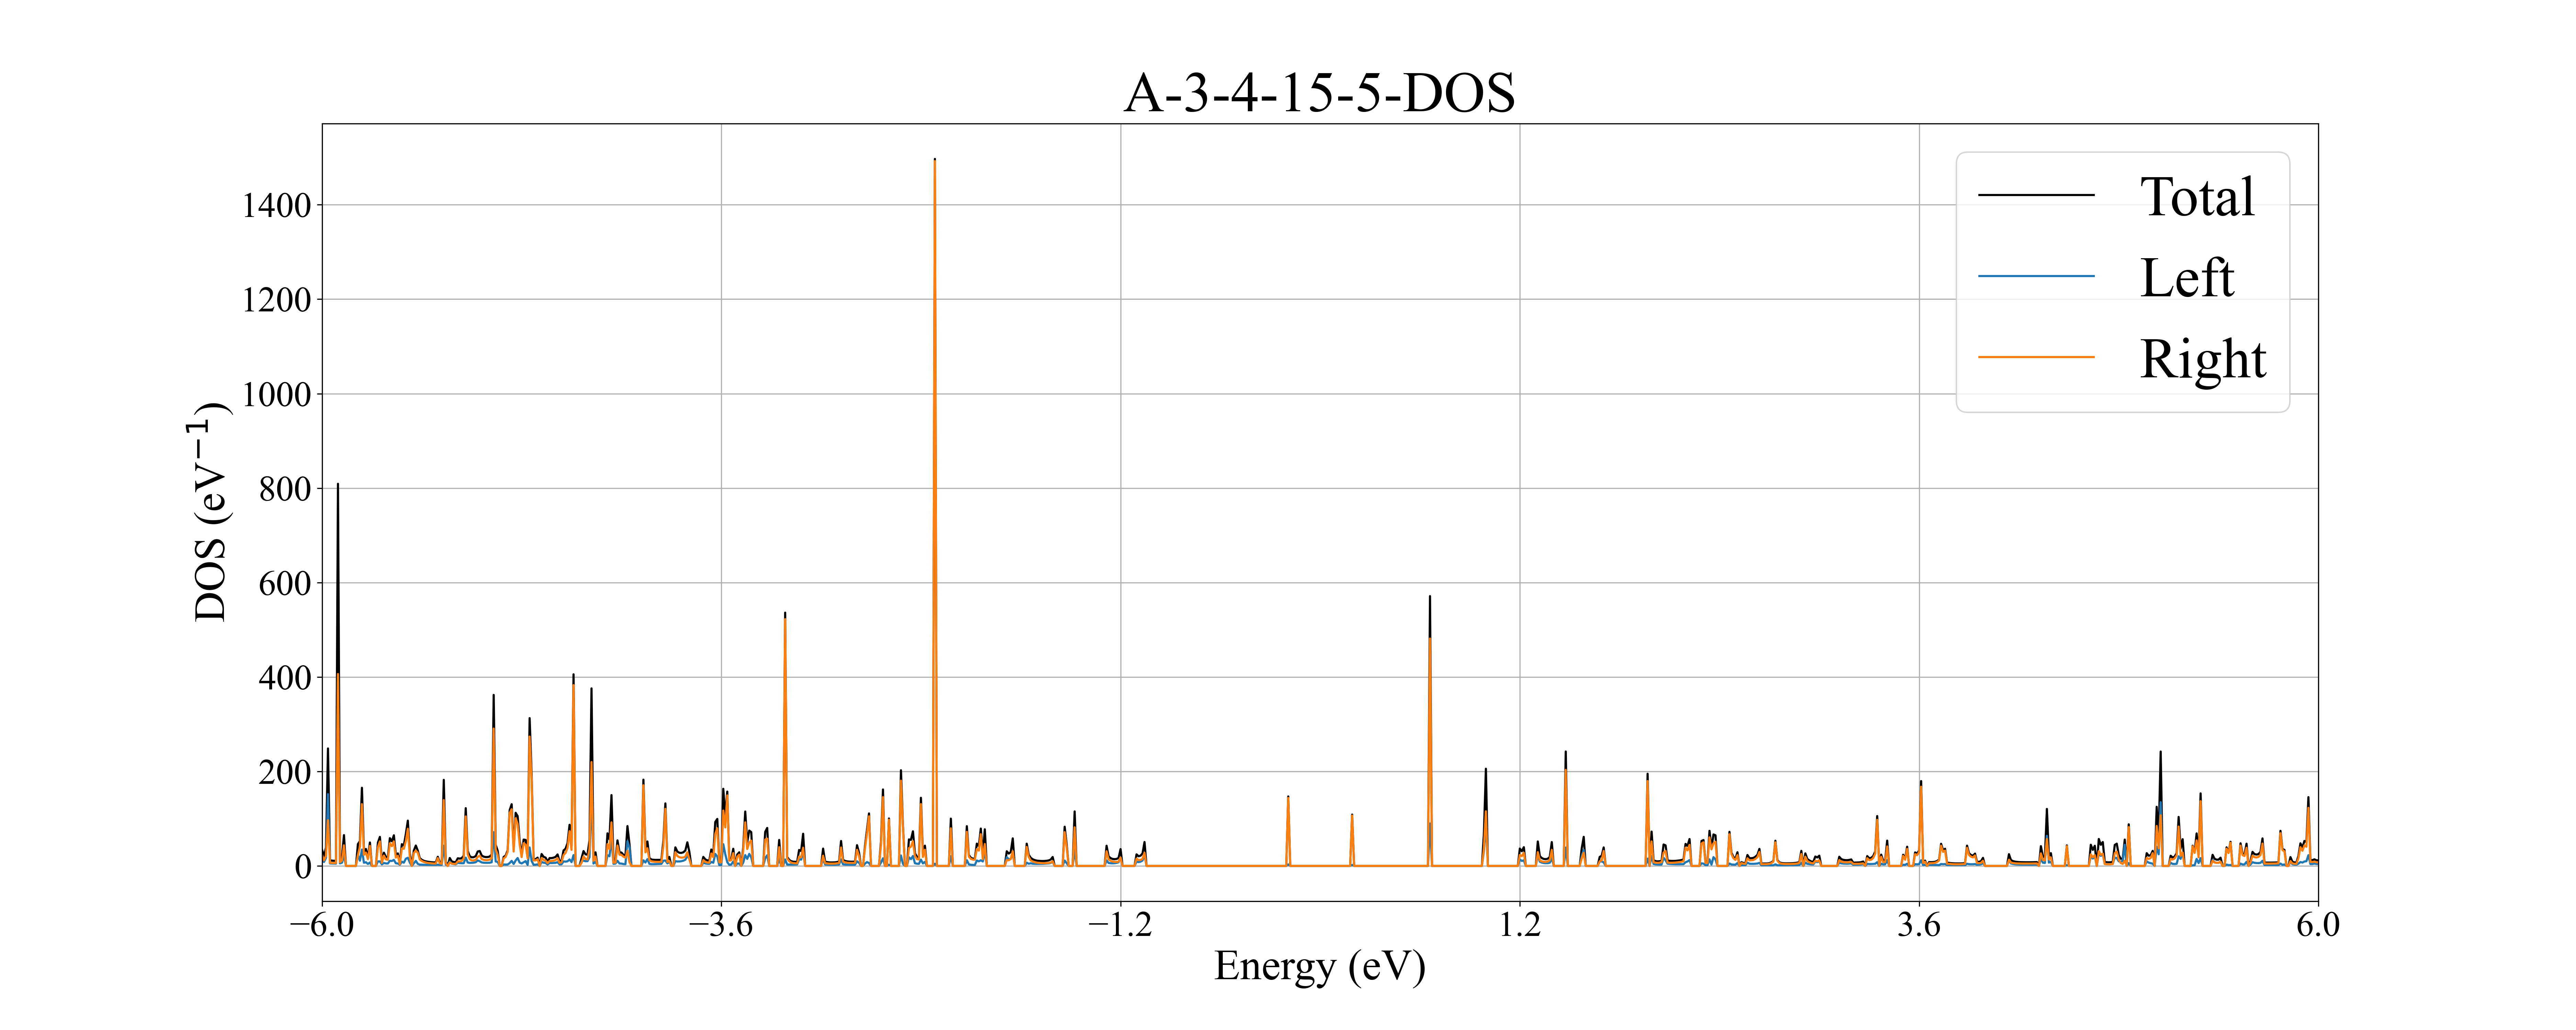 A-3-4-15-5-DOS
DOS (eV⁻¹)
1400
1200
1000
800
600
400
200
0
Total
Left
Right
−6.0 −3.6 −1.2 1.2 3.6 6.0
Energy (eV)